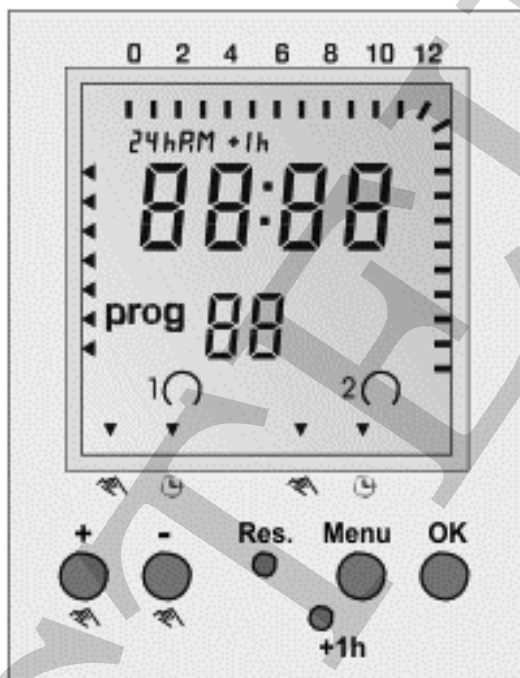 0 2 4 6 8 10 12
24hAM +1h
88:88
prog 88
1 2
+ - Res. Menu OK
+1h